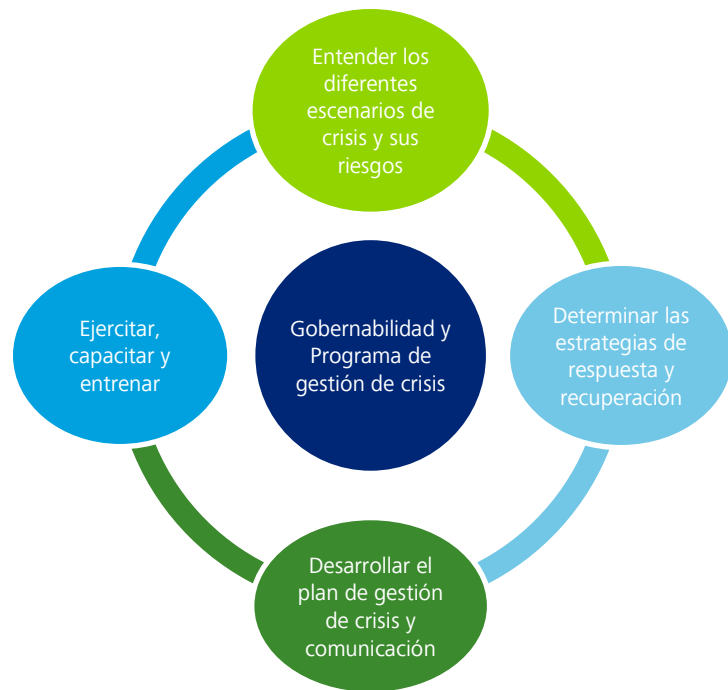 Entender los
diferentes
escenarios de
crisis y sus
riesgos
Ejercitar,
capacitar y
entrenar
Gobernabilidad y
Programa de
gestión de crisis
Determinar las
estrategias de
respuesta y
recuperación
Desarrollar el
plan de gestión
de crisis y
comunicación